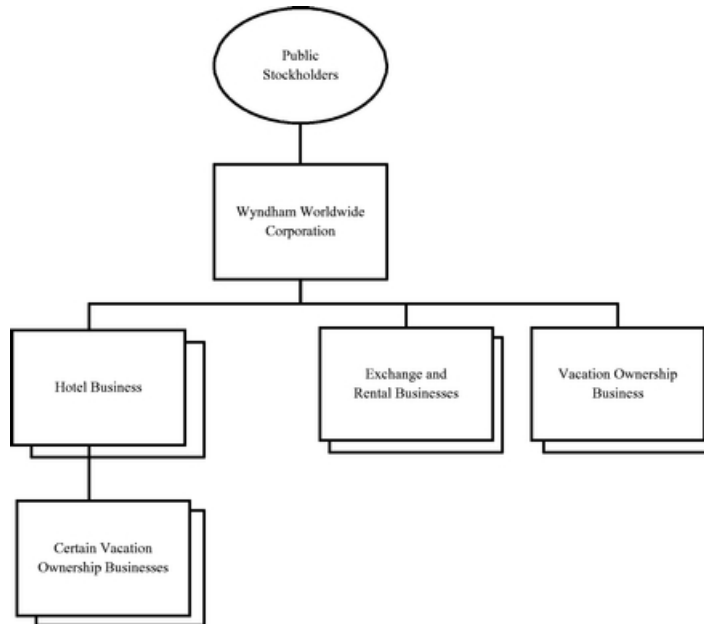 Public
Stockholders
Wyndham Worldwide
Corporation
Hotel Business
Exchange and
Rental Businesses
Vacation Ownership
Business
Certain Vacation
Ownership Businesses